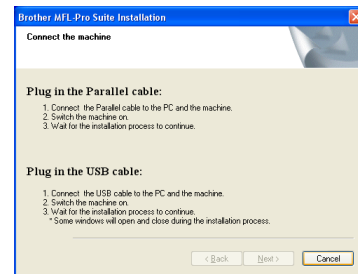 Brother MFL-Pro Suite Installation
Connect the machine
Plug in the Parallel cable:
1. Connect the Parallel cable to the PC and the machine.
2. Switch the machine on.
3. Wait for the installation process to continue.
Plug in the USB cable:
1. Connect the USB cable to the PC and the machine.
2. Switch the machine on.
3. Wait for the installation process to continue.
* Some windows will open and close during the installation process.
< Back Next > Cancel